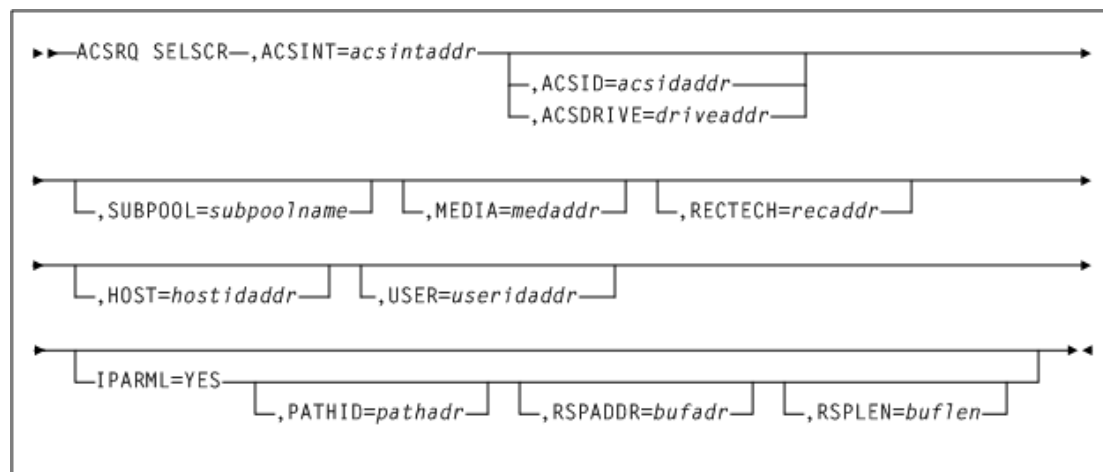 ACSRQ SELSCR ,ACSINT=acsintaddr
,ACSID=acsidaddr
,ACSDRIVE=driveaddr
,SUBPOOL=subpoolname ,MEDIA=medaddr ,RECTECH=recaddr
,HOST=hostidaddr ,USER=useridaddr
IPARML=YES
,PATHID=pathadr ,RSPADDR=bufadr ,RSPLEN=buflen